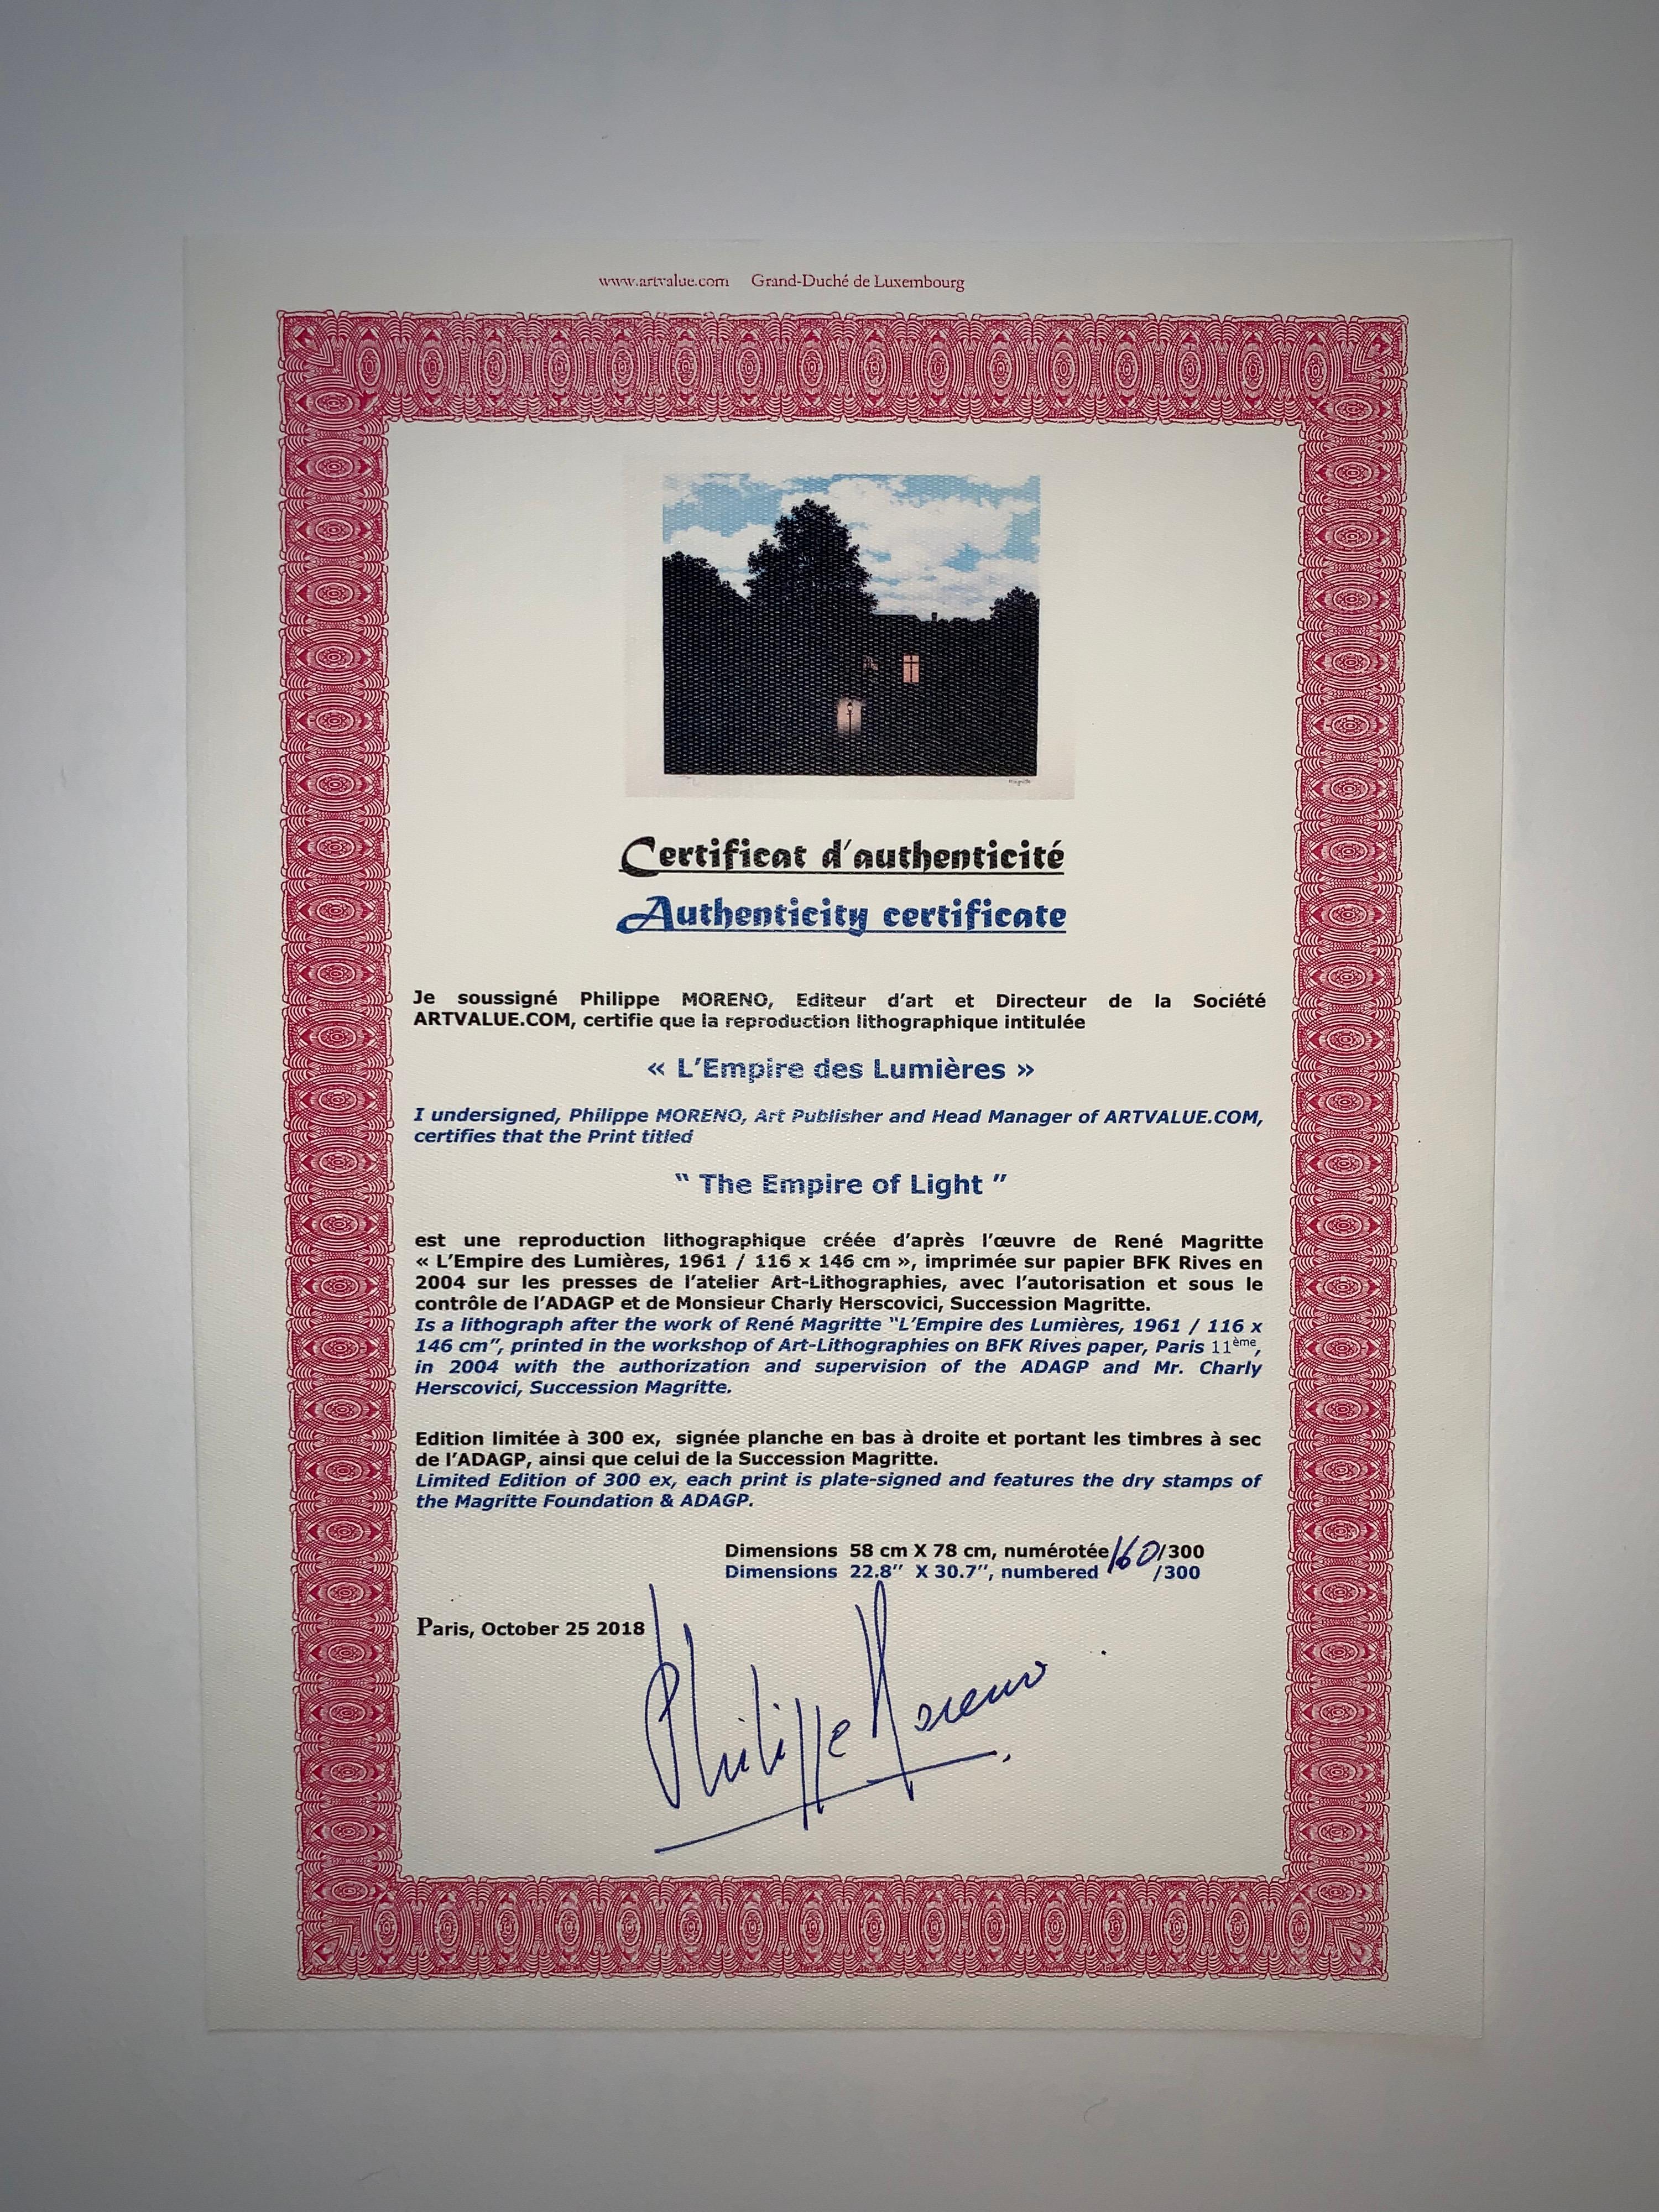 www.artvalue.com Grand-Duché de Luxembourg
Magritte
Certificat d'authenticité
Authenticity certificate
Je soussigné Philippe MORENO, Editeur d'art et Directeur de la Société
ARTVALUE.COM, certifie que la reproduction lithographique intitulée
« L'Empire des Lumières »
I undersigned, Philippe MORENO, Art Publisher and Head Manager of ARTVALUE.COM,
certifies that the Print titled
“ The Empire of Light ”
est une reproduction lithographique créée d'après l'œuvre de René Magritte
« L'Empire des Lumières, 1961 / 116 x 146 cm », imprimée sur papier BFK Rives en
2004 sur les presses de l'atelier Art-Lithographies, avec l'autorisation et sous le
contrôle de l'ADAGP et de Monsieur Charly Herscovici, Succession Magritte.
Is a lithograph after the work of René Magritte “L'Empire des Lumières, 1961 / 116 x
146 cm”, printed in the workshop of Art-Lithographies on BFK Rives paper, Paris 11ème,
in 2004 with the authorization and supervision of the ADAGP and Mr. Charly
Herscovici, Succession Magritte.
Edition limitée à 300 ex, signée planche en bas à droite et portant les timbres à sec
de l'ADAGP, ainsi que celui de la Succession Magritte.
Limited Edition of 300 ex, each print is plate-signed and features the dry stamps of
the Magritte Foundation & ADAGP.
Dimensions 58 cm X 78 cm, numérotée 160/300
Dimensions 22.8” X 30.7”, numbered /300
Paris, October 25 2018
Philippe Moreno